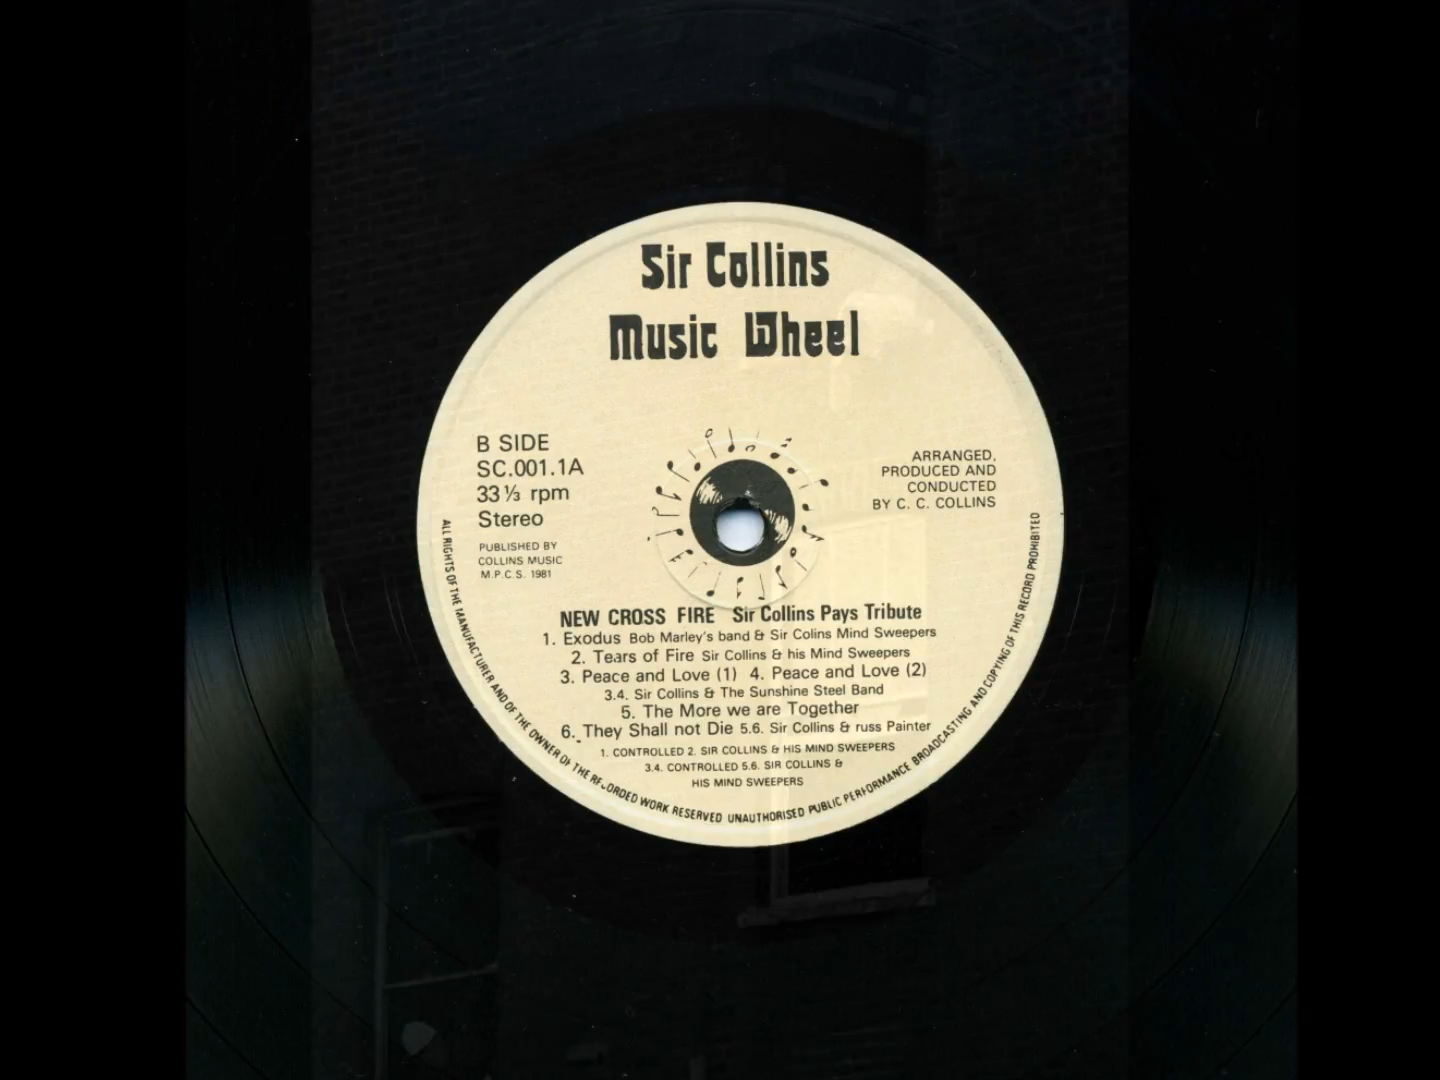 Sir Collins
Music Wheel
B SIDE
SC.001.1A
33 ⅓ rpm
Stereo
PUBLISHED BY
COLLINS MUSIC
M.P.C.S. 1981
ARRANGED,
PRODUCED AND
CONDUCTED
BY C. C. COLLINS
NEW CROSS FIRE Sir Collins Pays Tribute
1. Exodus Bob Marley's band & Sir Colins Mind Sweepers
2. Tears of Fire Sir Collins & his Mind Sweepers
3. Peace and Love (1) 4. Peace and Love (2)
3.4. Sir Collins & The Sunshine Steel Band
5. The More we are Together
6. They Shall not Die 5.6. Sir Collins & russ Painter
1. CONTROLLED 2. SIR COLLINS & HIS MIND SWEEPERS
3.4. CONTROLLED 5.6. SIR COLLINS &
HIS MIND SWEEPERS
ALL RIGHTS OF THE MANUFACTURER AND OF THE OWNER OF THE RECORDED WORK RESERVED UNAUTHORISED PUBLIC PERFORMANCE BROADCASTING AND COPYING OF THIS RECORD PROHIBITED